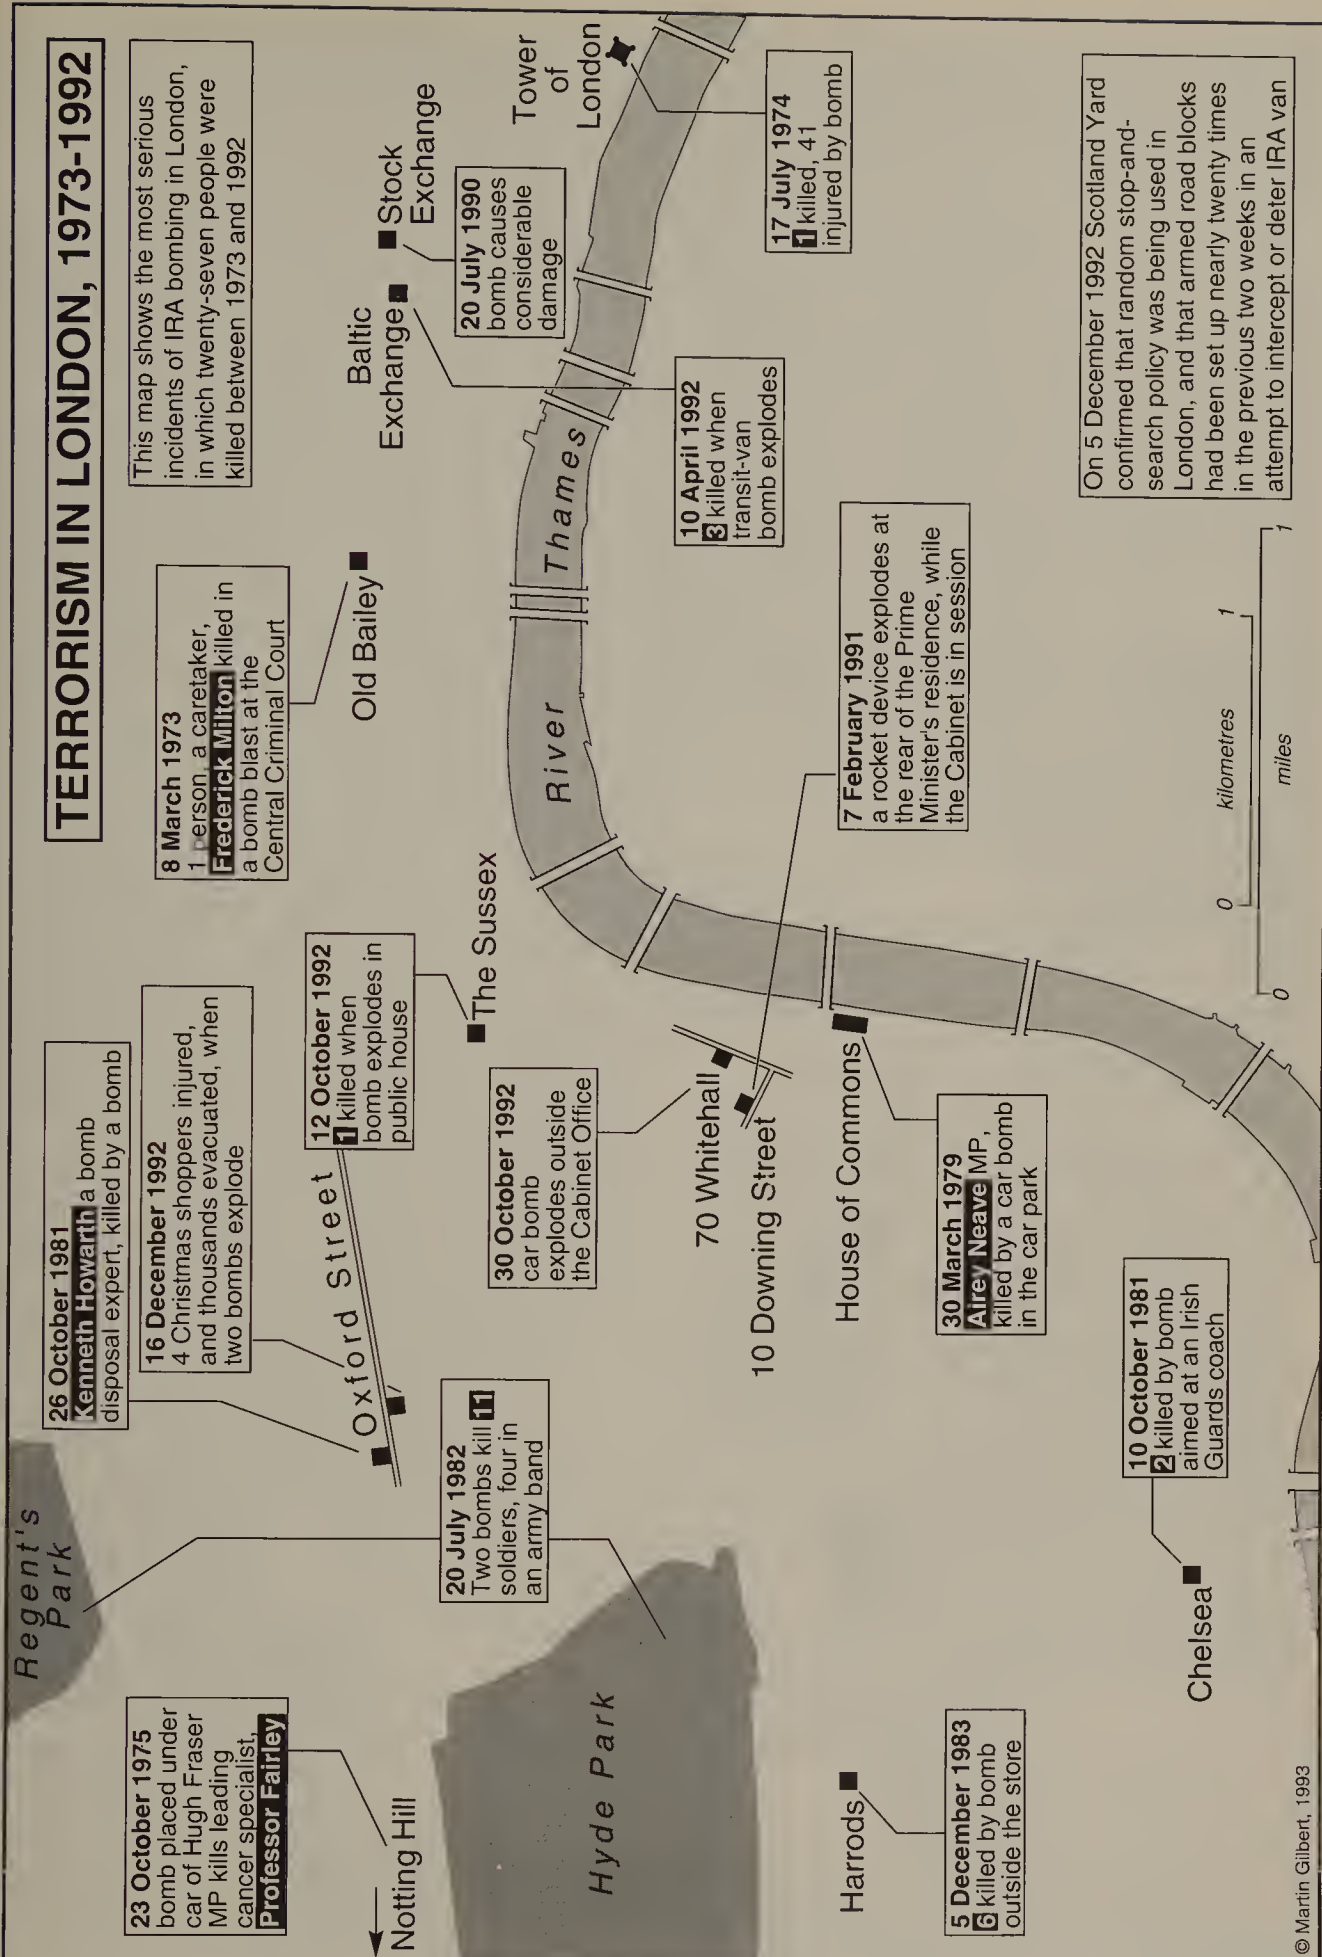 TERRORISM IN LONDON, 1973-1992
This map shows the most serious
incidents of IRA bombing in London,
in which twenty-seven people were
killed between 1973 and 1992
Regent's
Park
26 October 1981
Kenneth Howarth a bomb
disposal expert, killed by a bomb
16 December 1992
4 Christmas shoppers injured,
and thousands evacuated, when
two bombs explode
8 March 1973
1 person, a caretaker,
Frederick Milton killed in
a bomb blast at the
Central Criminal Court
23 October 1975
bomb placed under
car of Hugh Fraser
MP kills leading
cancer specialist,
Professor Fairley
Notting Hill
Oxford Street
12 October 1992
1 killed when
bomb explodes in
public house
The Sussex
Old Bailey
Baltic
Exchange
Stock
Exchange
20 July 1990
bomb causes
considerable
damage
Tower
of
London
20 July 1982
Two bombs kill 11
soldiers, four in
an army band
Hyde Park
30 October 1992
car bomb
explodes outside
the Cabinet Office
River Thames
70 Whitehall
10 Downing Street
House of Commons
10 April 1992
3 killed when
transit-van
bomb explodes
17 July 1974
1 killed, 41
injured by bomb
7 February 1991
a rocket device explodes at
the rear of the Prime
Minister's residence, while
the Cabinet is in session
Harrods
5 December 1983
6 killed by bomb
outside the store
30 March 1979
Airey Neave MP,
killed by a car bomb
in the car park
10 October 1981
2 killed by bomb
aimed at an Irish
Guards coach
Chelsea
On 5 December 1992 Scotland Yard
confirmed that random stop-and-
search policy was being used in
London, and that armed road blocks
had been set up nearly twenty times
in the previous two weeks in an
attempt to intercept or deter IRA van
0 kilometres 1
0 miles 1
© Martin Gilbert, 1993